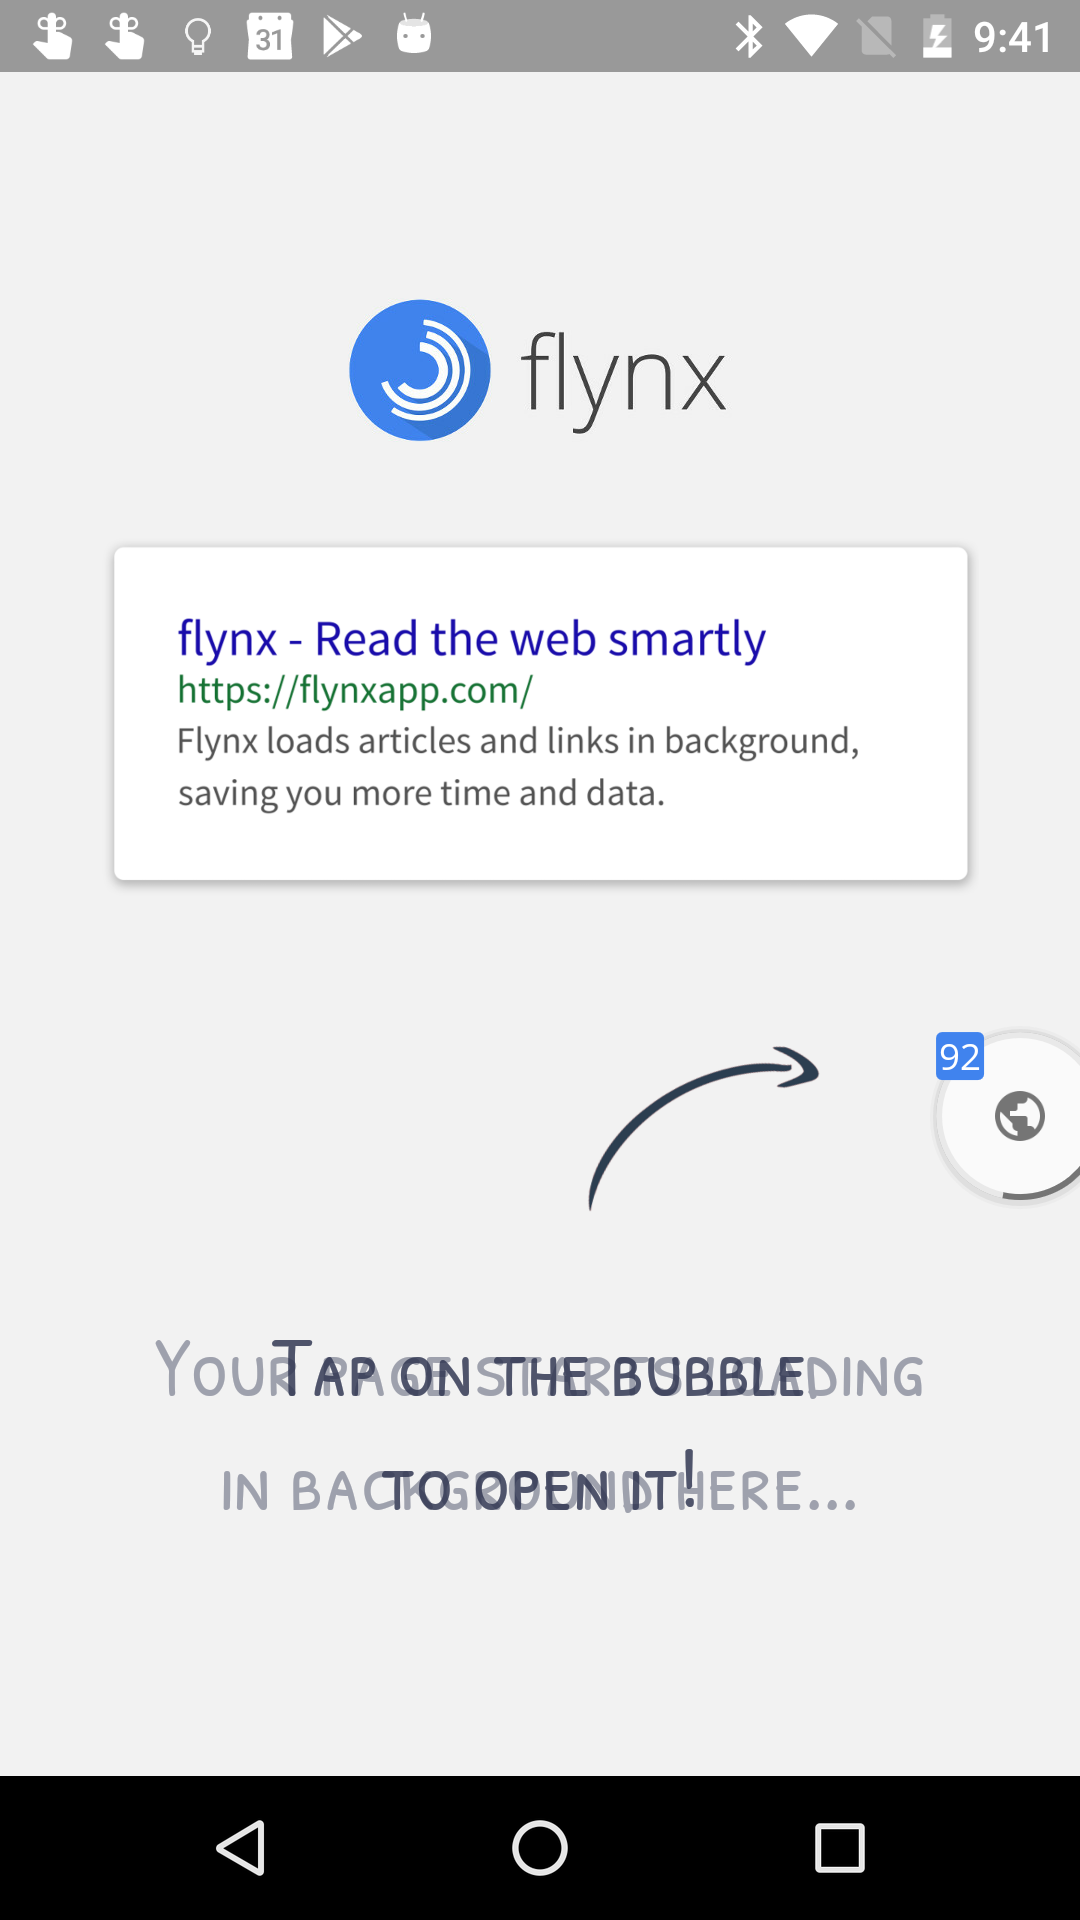 31
9:41
flynx
flynx - Read the web smartly
https://flynxapp.com/
Flynx loads articles and links in background,
saving you more time and data.
92
Your page starts loading
in background here...
Tap on the bubble
to open it!